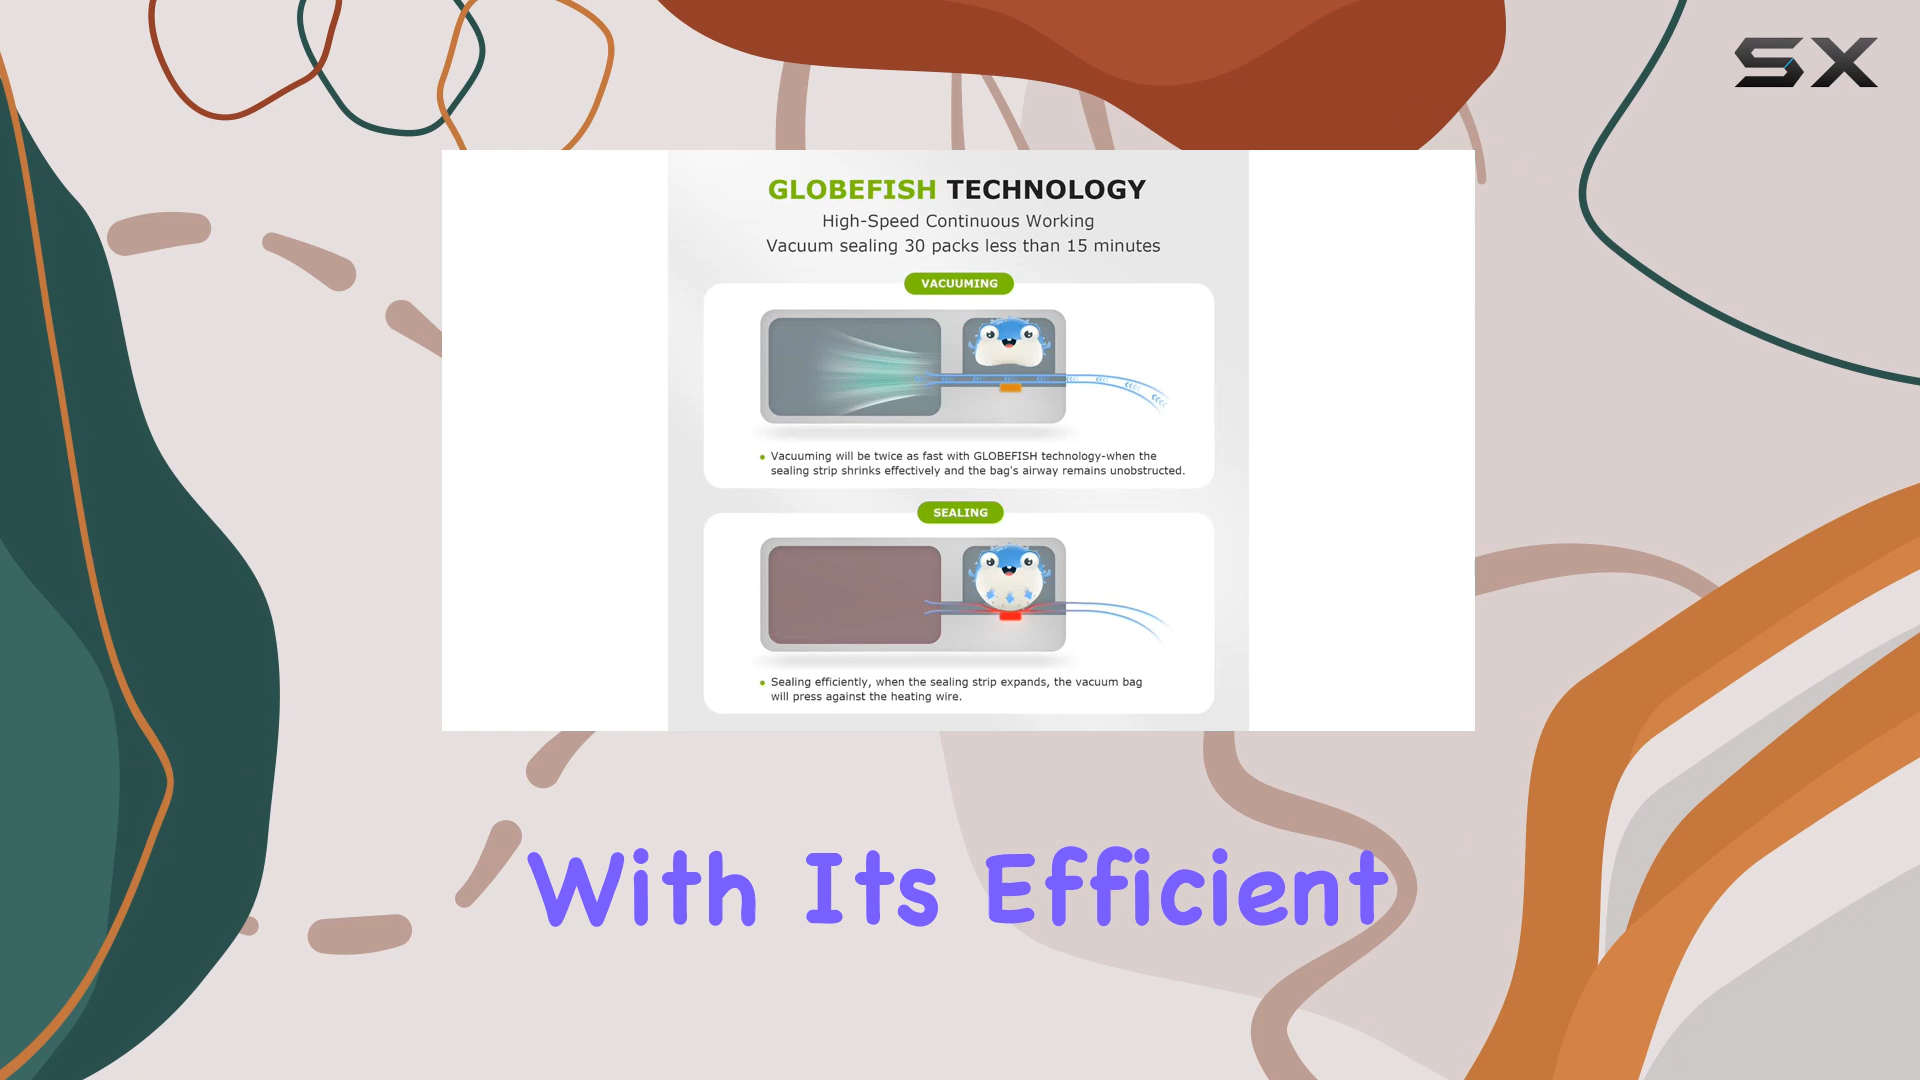 SX
GLOBEFISH TECHNOLOGY
High-Speed Continuous Working
Vacuum sealing 30 packs less than 15 minutes
VACUUMING
Vacuuming will be twice as fast with GLOBEFISH technology-when the
sealing strip shrinks effectively and the bag's airway remains unobstructed.
SEALING
Sealing efficiently, when the sealing strip expands, the vacuum bag
will press against the heating wire.
With Its Efficient